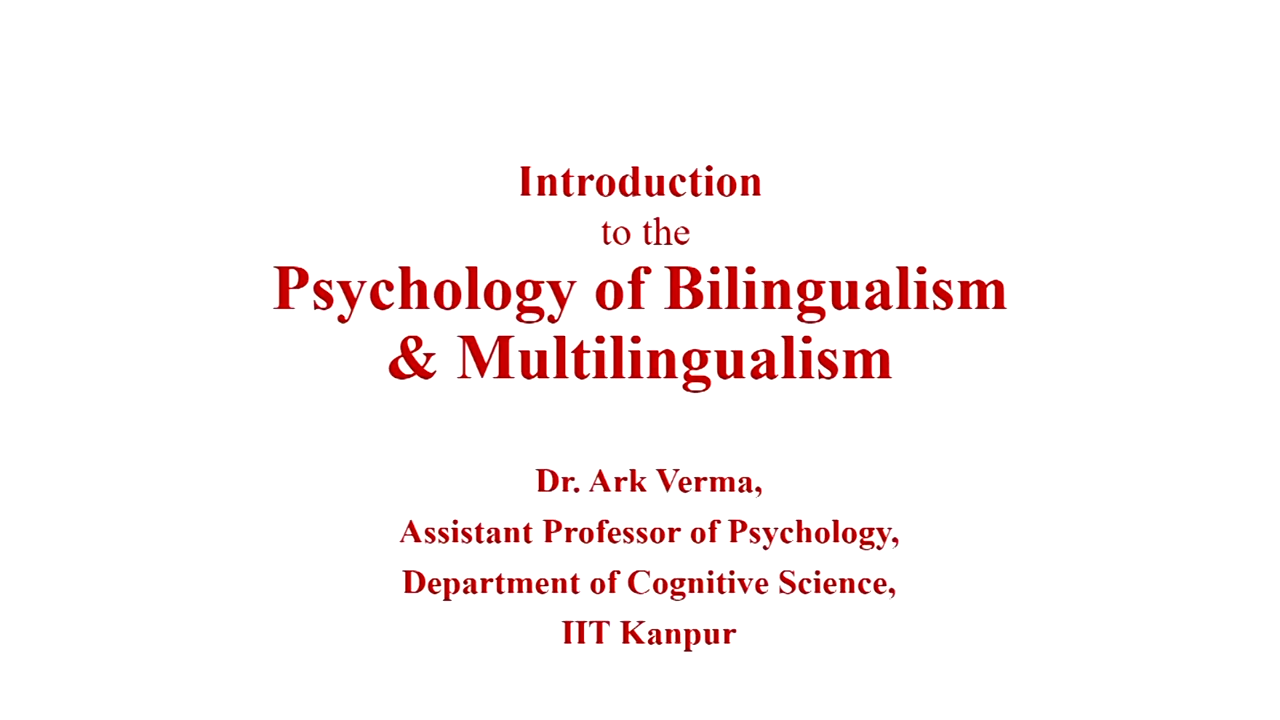 Introduction
to the
Psychology of Bilingualism
& Multilingualism
Dr. Ark Verma,
Assistant Professor of Psychology,
Department of Cognitive Science,
IIT Kanpur